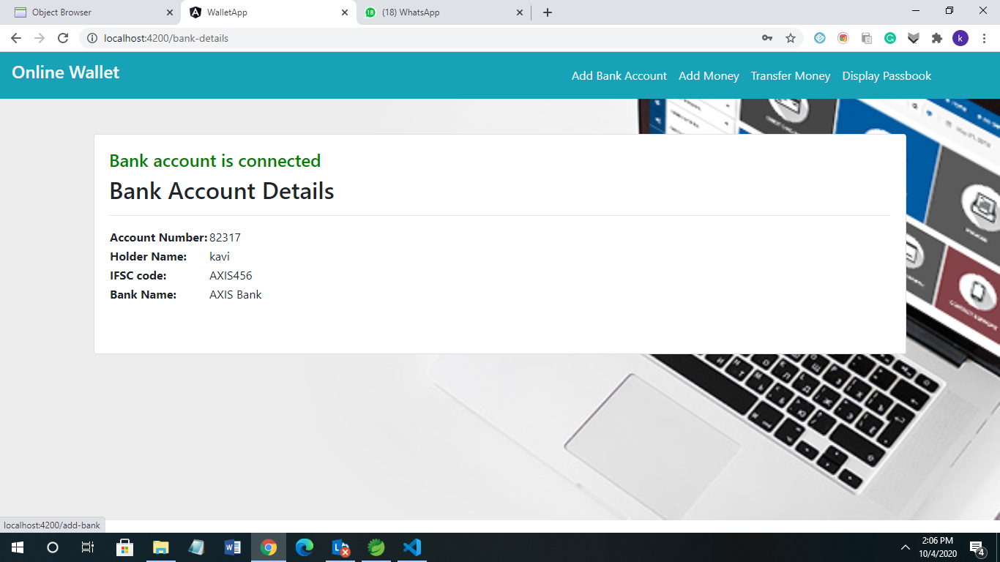 Object Browser
WalletApp
18
(18) WhatsApp
localhost:4200/bank-details
k
Online Wallet
Add Bank Account
Add Money
Transfer Money
Display Passbook
Bank account is connected
Bank Account Details
Account Number: 82317
Holder Name: kavi
IFSC code: AXIS456
Bank Name: AXIS Bank
localhost:4200/add-bank
2:06 PM
10/4/2020
4